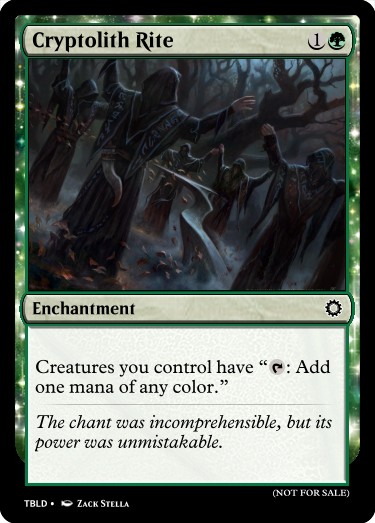 Cryptolith Rite 1
Enchantment
Creatures you control have “: Add
one mana of any color.”
The chant was incomprehensible, but its
power was unmistakable.
(NOT FOR SALE)
TBLD • Zack Stella